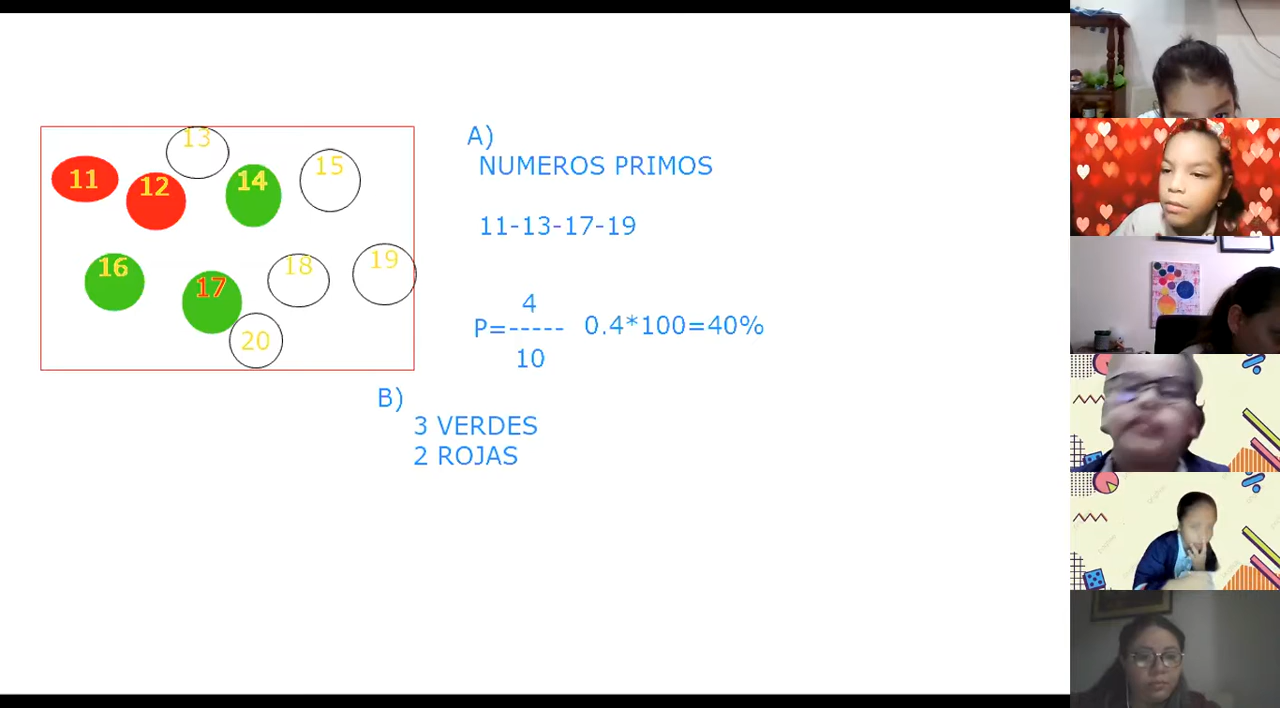 13
15
11
12
14
16
17
18
19
20
A)
NUMEROS PRIMOS
11-13-17-19
4
P=----- 0.4*100=40%
10
B)
3 VERDES
2 ROJAS